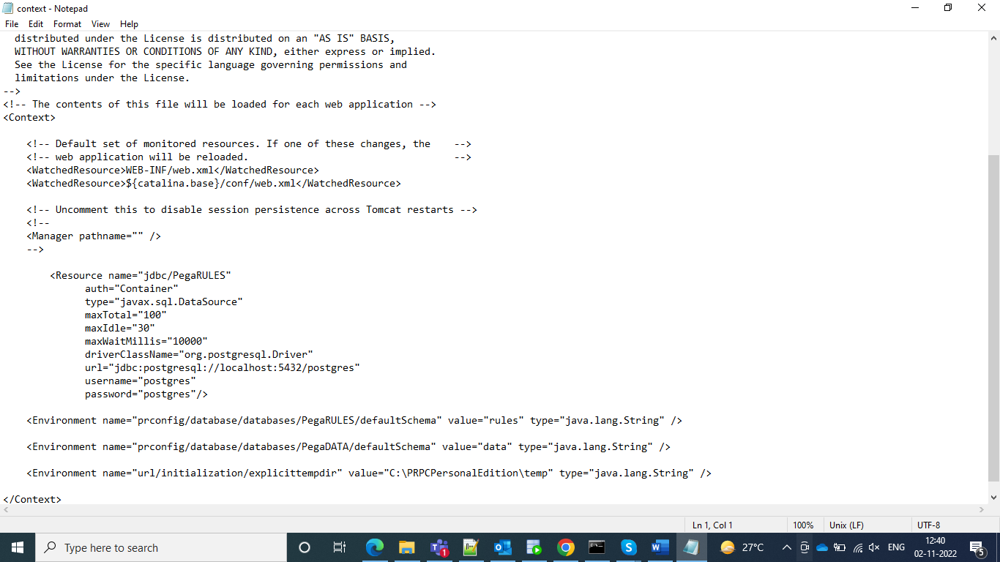 context - Notepad
File Edit Format View Help
distributed under the License is distributed on an "AS IS" BASIS,
WITHOUT WARRANTIES OR CONDITIONS OF ANY KIND, either express or implied.
See the License for the specific language governing permissions and
limitations under the License.
-->
<!-- The contents of this file will be loaded for each web application -->
<Context>
<!-- Default set of monitored resources. If one of these changes, the -->
<!-- web application will be reloaded. -->
<WatchedResource>WEB-INF/web.xml</WatchedResource>
<WatchedResource>${catalina.base}/conf/web.xml</WatchedResource>
<!-- Uncomment this to disable session persistence across Tomcat restarts -->
<!--
<Manager pathname="" />
-->
<Resource name="jdbc/PegaRULES"
auth="Container"
type="javax.sql.DataSource"
maxTotal="100"
maxIdle="30"
maxWaitMillis="10000"
driverClassName="org.postgresql.Driver"
url="jdbc:postgresql://localhost:5432/postgres"
username="postgres"
password="postgres"/>
<Environment name="prconfig/database/databases/PegaRULES/defaultSchema" value="rules" type="java.lang.String" />
<Environment name="prconfig/database/databases/PegaDATA/defaultSchema" value="data" type="java.lang.String" />
<Environment name="url/initialization/explicittempdir" value="C:\PRPCPersonalEdition\temp" type="java.lang.String" />
</Context>
Ln 1, Col 1 100% Unix (LF) UTF-8
Type here to search 27°C ENG 12:40
02-11-2022